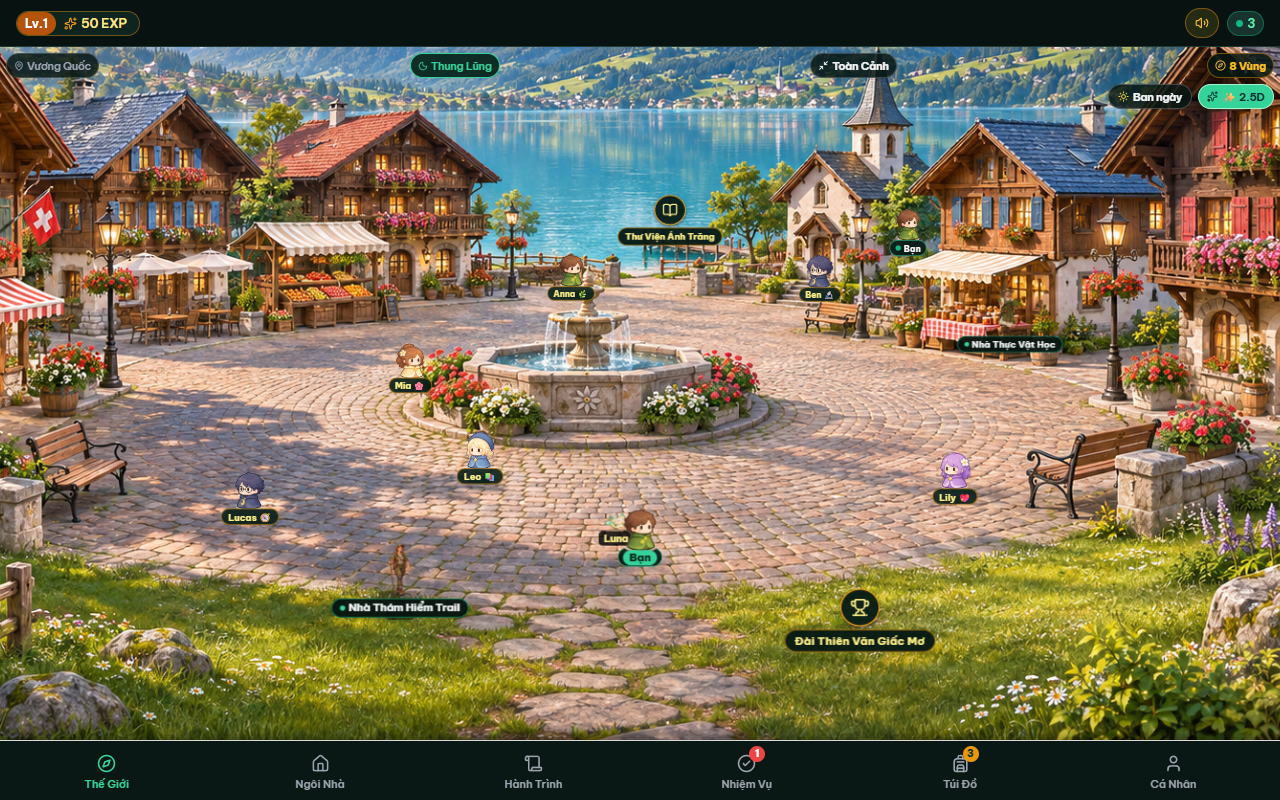 Lv.1 50 EXP
3
Vương Quốc
Thung Lũng
Toàn Cảnh
8 Vùng
Ban ngày
2.5D
Thư Viện Ánh Trăng
Bạn
Anna
Ben
Nhà Thực Vật Học
Mia
Leo
Lily
Lucas
Luna
Bạn
Nhà Thám Hiểm Trail
Đài Thiên Văn Giấc Mơ
1
3
Thế Giới
Ngôi Nhà
Hành Trình
Nhiệm Vụ
Túi Đồ
Cá Nhân